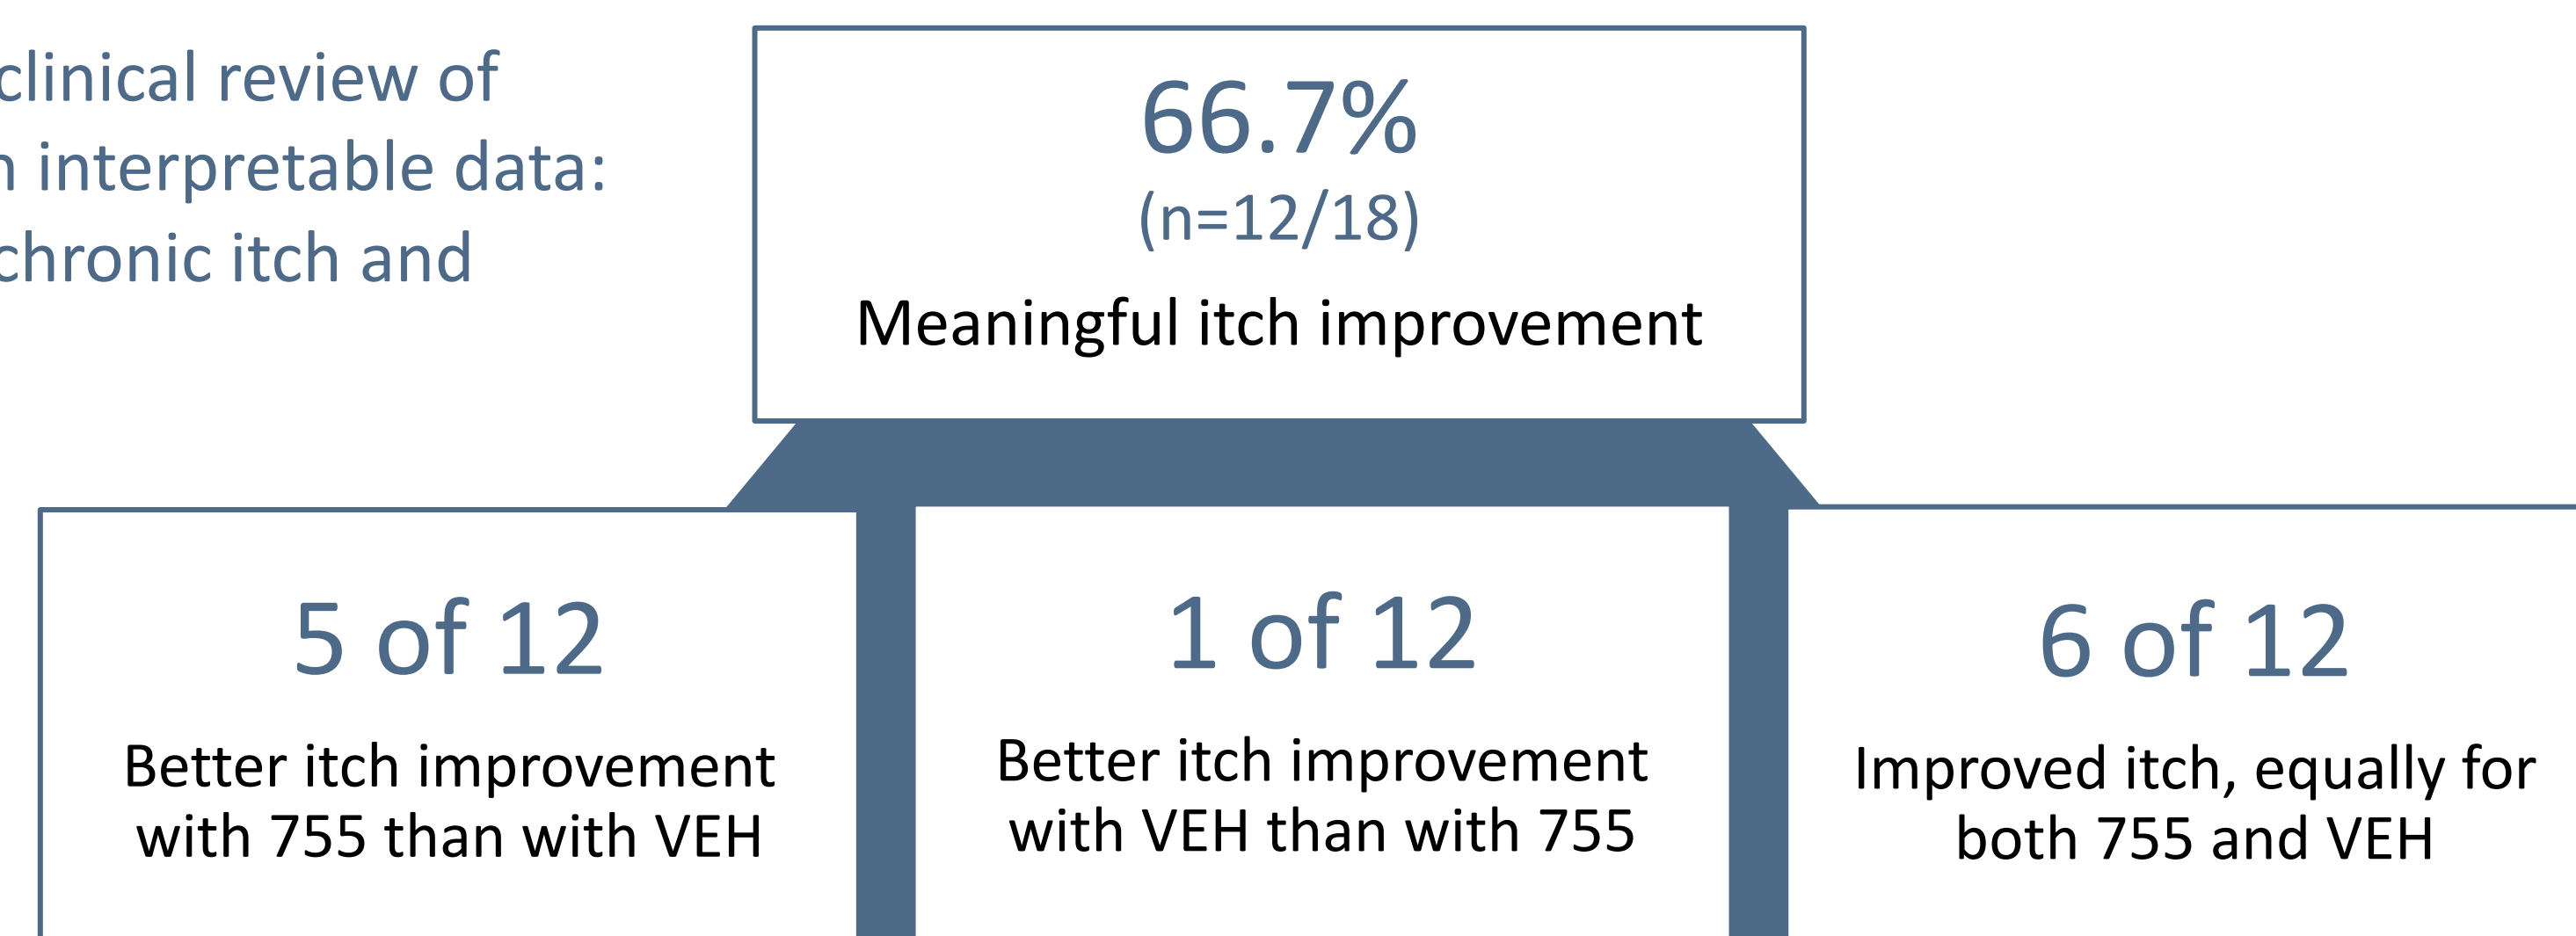 clinical review of
interpretable data:
chronic itch and
66.7%
(n=12/18)
Meaningful itch improvement
5 of 12
Better itch improvement
with 755 than with VEH
1 of 12
Better itch improvement
with VEH than with 755
6 of 12
Improved itch, equally for
both 755 and VEH